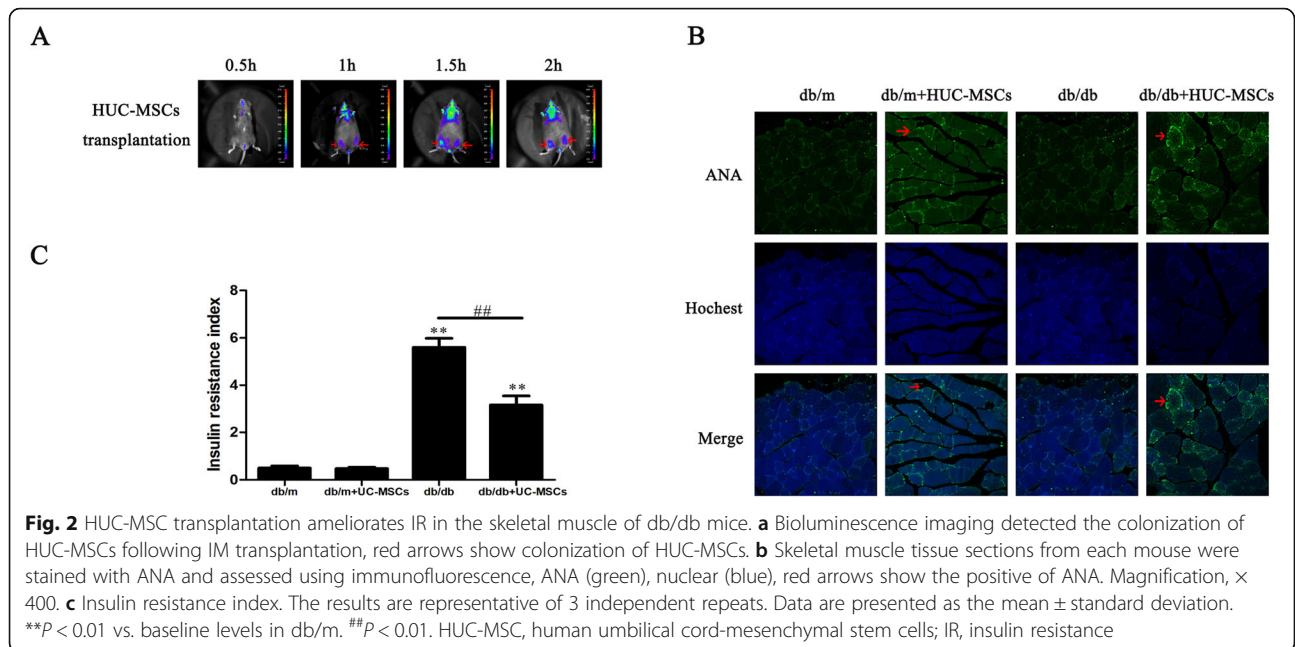 A
0.5h 1h 1.5h 2h
HUC-MSCs
transplantation
B
db/m db/m+HUC-MSCs db/db db/db+HUC-MSCs
ANA
Hochest
Merge
C
Insulin resistance index
8
6
4
2
0
**
##
**
db/m db/m+UC-MSCs db/db db/db+UC-MSCs
Fig. 2 HUC-MSC transplantation ameliorates IR in the skeletal muscle of db/db mice. a Bioluminescence imaging detected the colonization of
HUC-MSCs following IM transplantation, red arrows show colonization of HUC-MSCs. b Skeletal muscle tissue sections from each mouse were
stained with ANA and assessed using immunofluorescence, ANA (green), nuclear (blue), red arrows show the positive of ANA. Magnification, ×
400. c Insulin resistance index. The results are representative of 3 independent repeats. Data are presented as the mean ± standard deviation.
**P < 0.01 vs. baseline levels in db/m. ##P < 0.01. HUC-MSC, human umbilical cord-mesenchymal stem cells; IR, insulin resistance